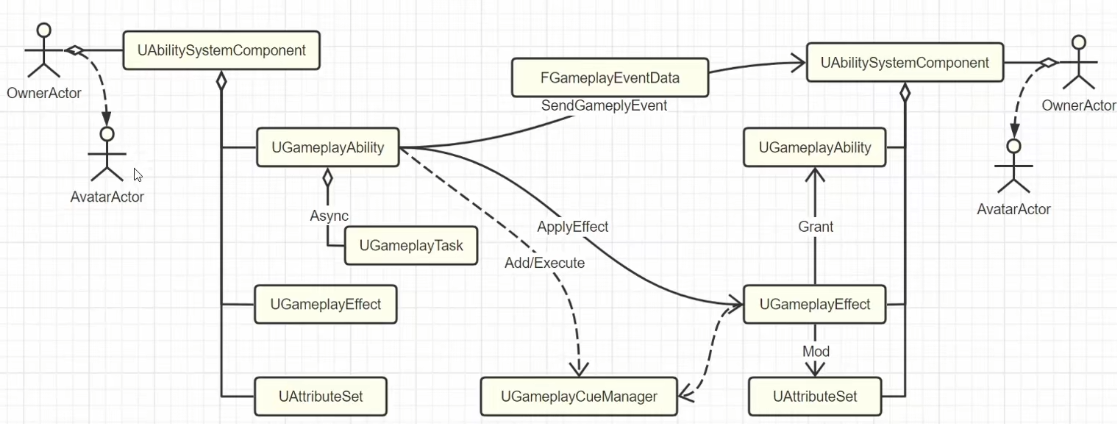 UAbilitySystemComponent
OwnerActor
AvatarActor
UGameplayAbility
Async
UGameplayTask
UGameplayEffect
UAttributeSet
FGameplayEventData
SendGameplyEvent
ApplyEffect
Add/Execute
UGameplayCueManager
UAbilitySystemComponent
OwnerActor
AvatarActor
UGameplayAbility
Grant
UGameplayEffect
Mod
UAttributeSet